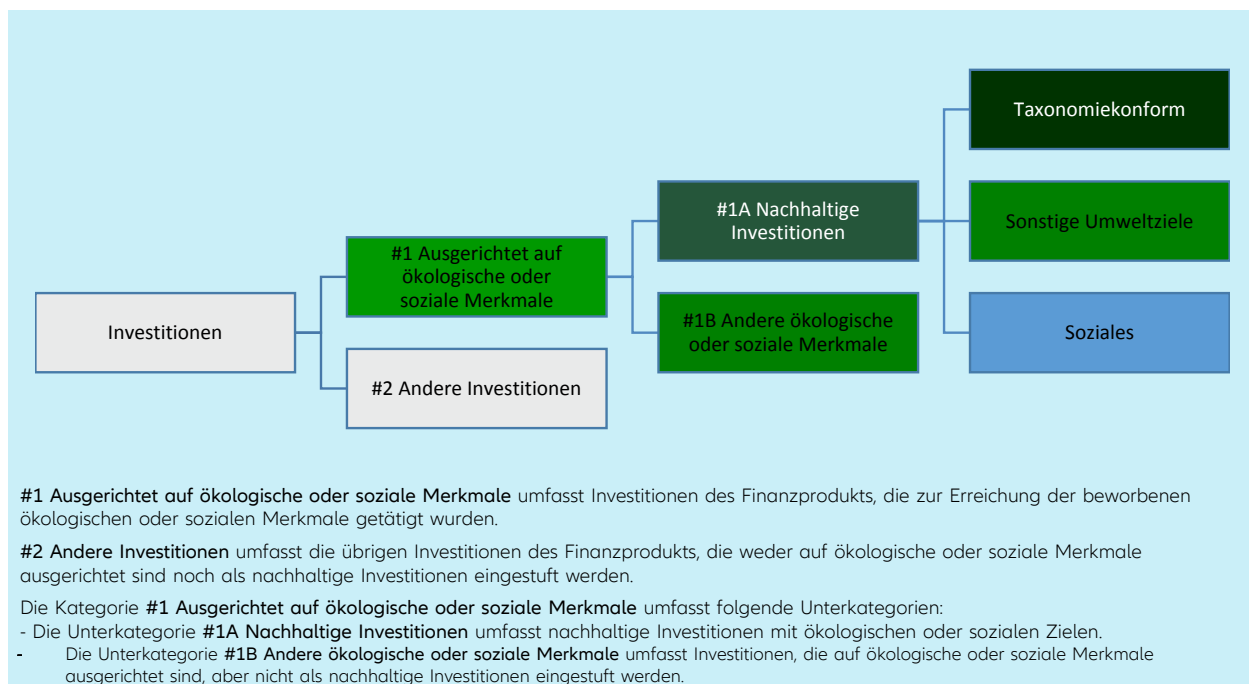 Taxonomiekonform
#1A Nachhaltige
Investitionen
Sonstige Umweltziele
#1 Ausgerichtet auf
ökologische oder
soziale Merkmale
Investitionen
#1B Andere ökologische
oder soziale Merkmale
Soziales
#2 Andere Investitionen
#1 Ausgerichtet auf ökologische oder soziale Merkmale umfasst Investitionen des Finanzprodukts, die zur Erreichung der beworbenen
ökologischen oder sozialen Merkmale getätigt wurden.
#2 Andere Investitionen umfasst die übrigen Investitionen des Finanzprodukts, die weder auf ökologische oder soziale Merkmale
ausgerichtet sind noch als nachhaltige Investitionen eingestuft werden.
Die Kategorie #1 Ausgerichtet auf ökologische oder soziale Merkmale umfasst folgende Unterkategorien:
- Die Unterkategorie #1A Nachhaltige Investitionen umfasst nachhaltige Investitionen mit ökologischen oder sozialen Zielen.
- Die Unterkategorie #1B Andere ökologische oder soziale Merkmale umfasst Investitionen, die auf ökologische oder soziale Merkmale
ausgerichtet sind, aber nicht als nachhaltige Investitionen eingestuft werden.